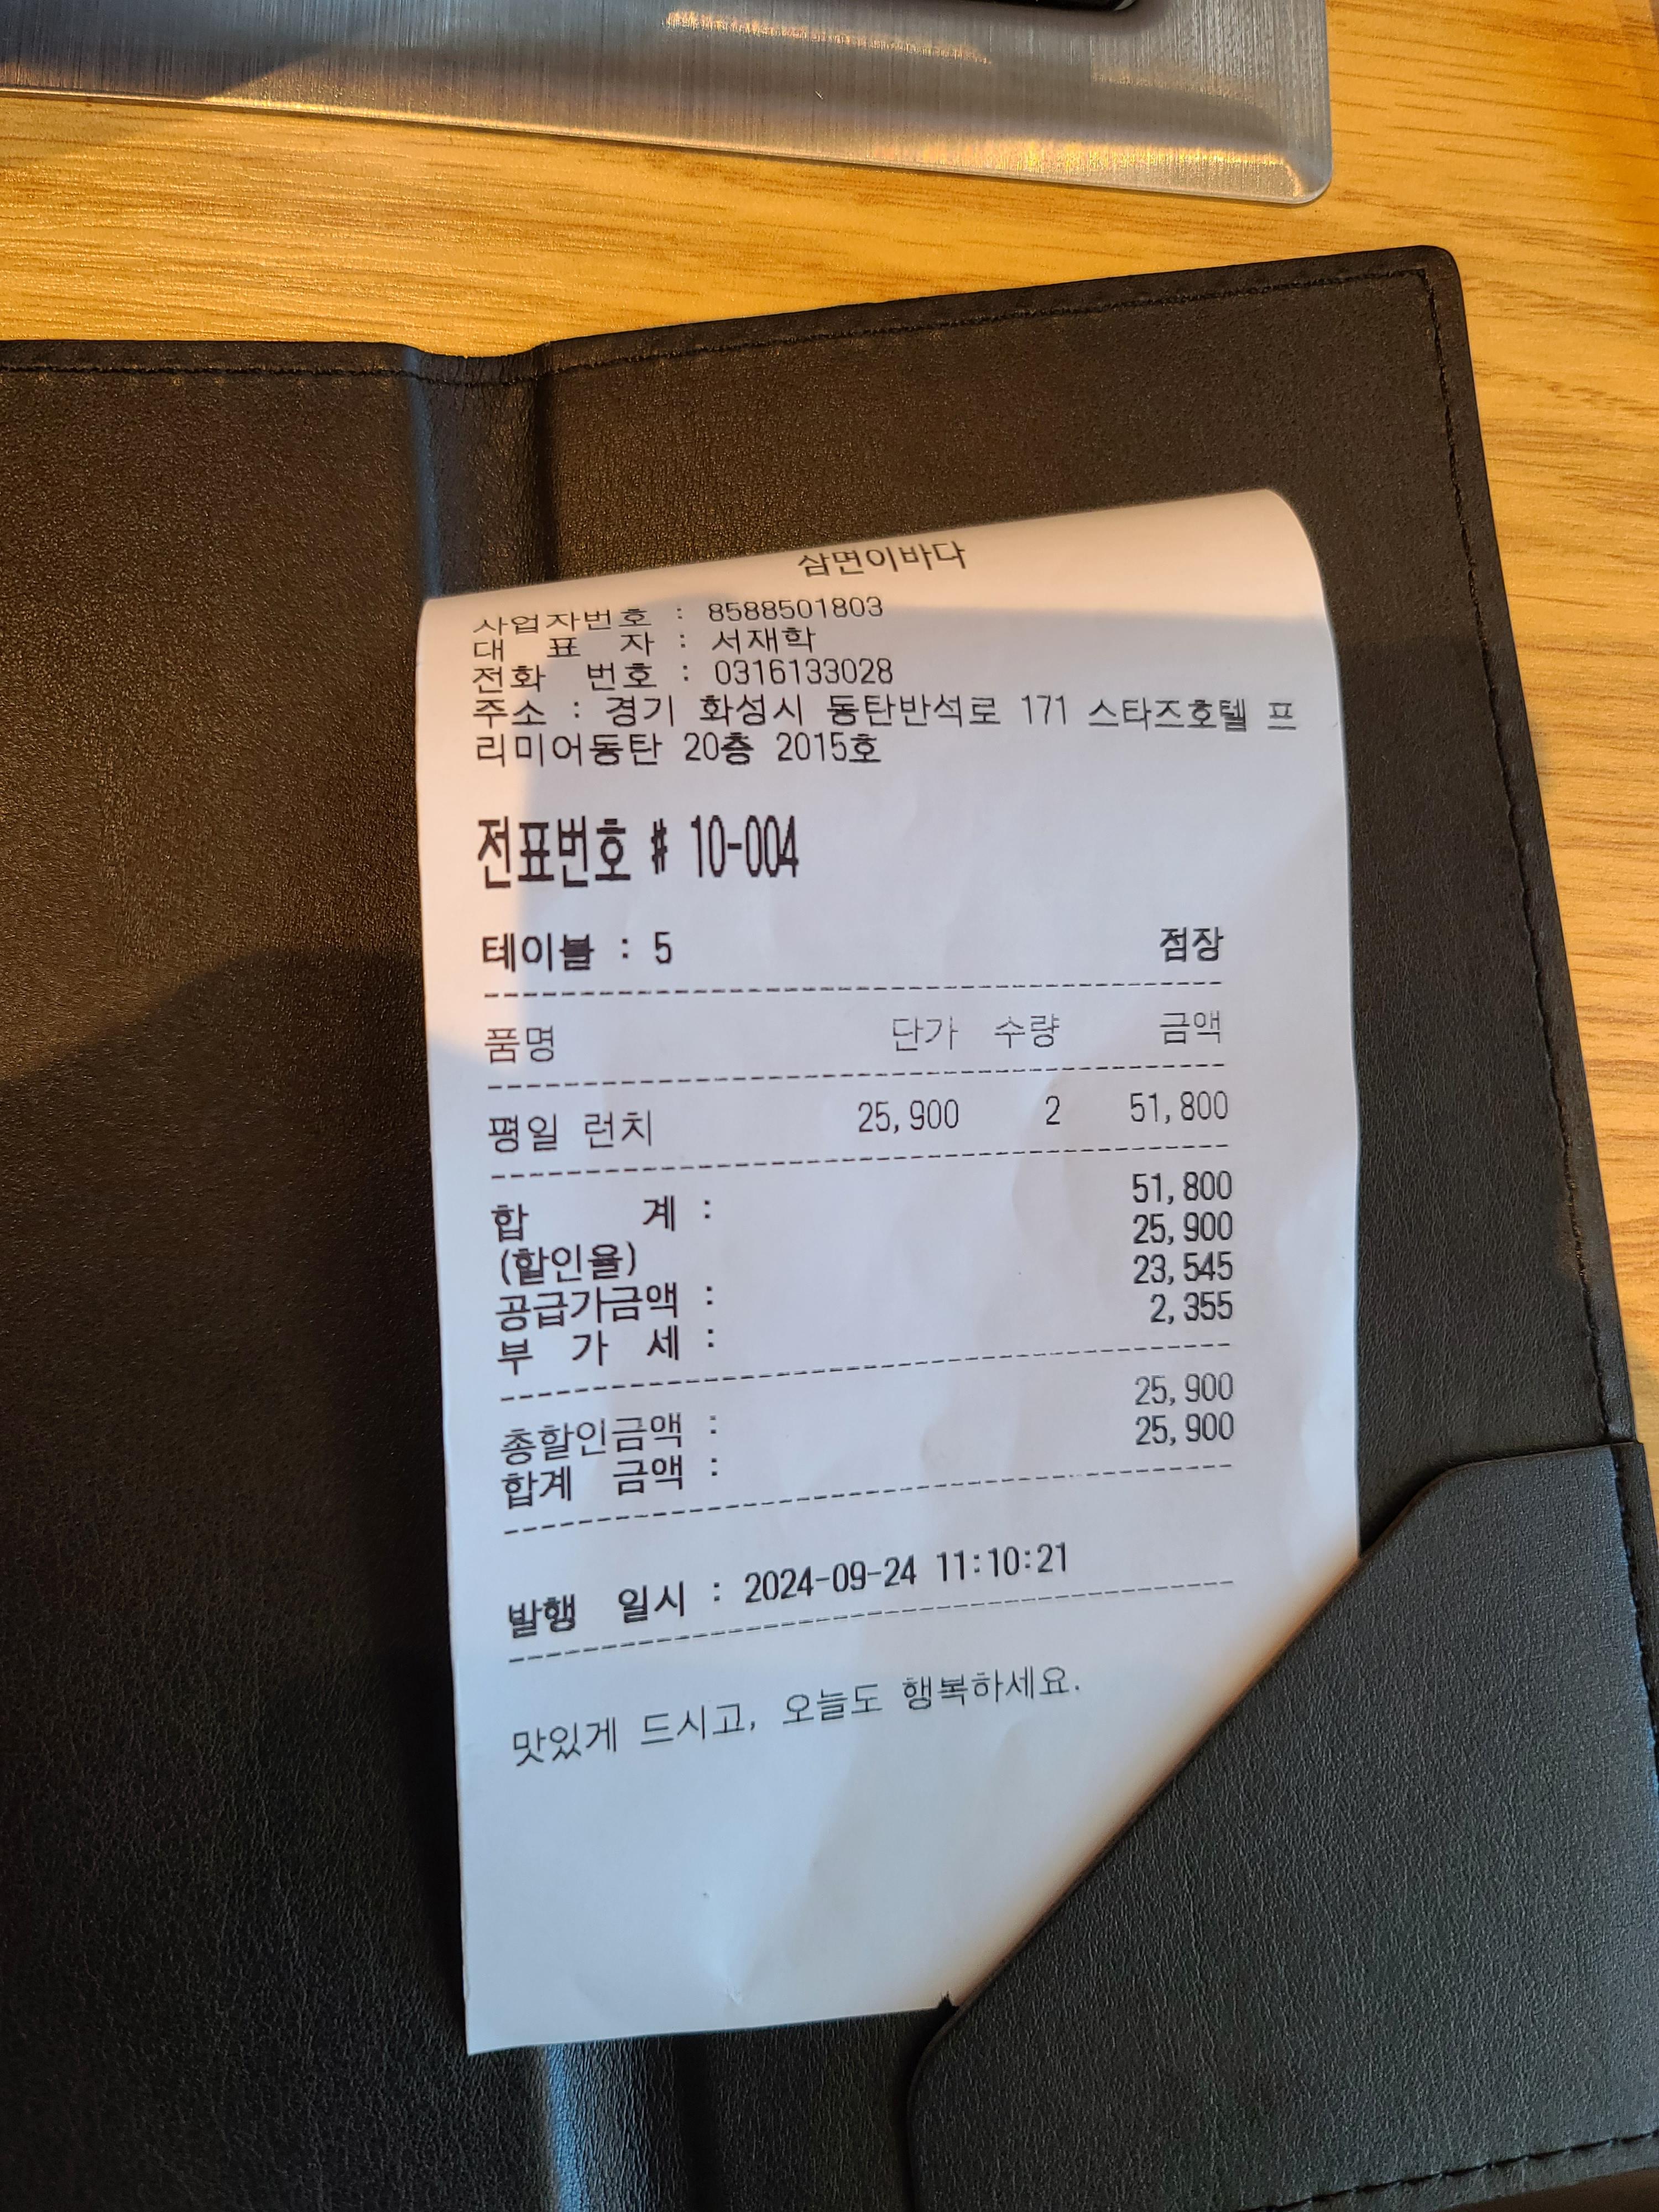 삼면이바다
사업자번호 : 8588501803
대 표 자 : 서재학
전화 번호 : 0316133028
주소 : 경기 화성시 동탄반석로 171 스타즈호텔 프
리미어동탄 20층 2015호
전표번호 # 10-004
테이블 : 5 점장
품명 단가 수량 금액
평일 런치 25,900 2 51,800
합 계 : 51,800
(할인율) 25,900
공급가금액 : 23,545
부 가 세 : 2,355
총할인금액 : 25,900
합계 금액 : 25,900
발행 일시 : 2024-09-24 11:10:21
맛있게 드시고, 오늘도 행복하세요.